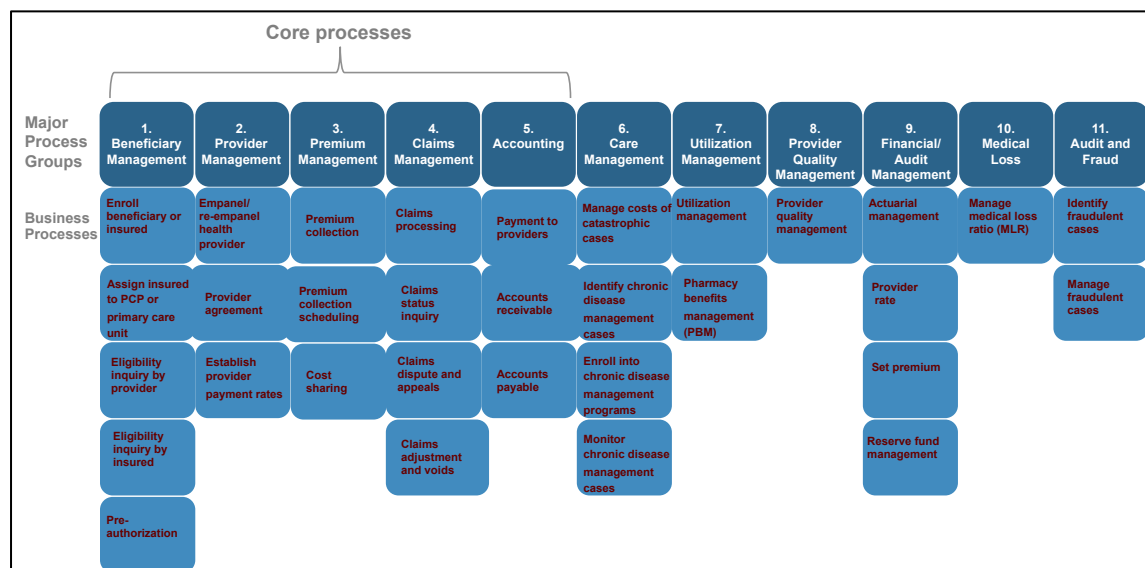 Core processes
Major
Process
Groups
1.
Beneficiary
Management
2.
Provider
Management
3.
Premium
Management
4.
Claims
Management
5.
Accounting
6.
Care
Management
7.
Utilization
Management
8.
Provider
Quality
Management
9.
Financial/
Audit
Management
10.
Medical
Loss
11.
Audit and
Fraud
Business
Processes
Enroll
beneficiary or
insured
Empanel/
re-empanel
health
provider
Premium
collection
Claims
processing
Payment to
providers
Manage costs of
catastrophic
cases
Utilization
management
Provider
quality
management
Actuarial
management
Manage
medical loss
ratio (MLR)
Identify
fraudulent
cases
Assign insured
to PCP or
primary care
unit
Provider
agreement
Premium
collection
scheduling
Claims
status
inquiry
Accounts
receivable
Identify chronic
disease
management
cases
Pharmacy
benefits
management
(PBM)
Provider
rate
Manage
fraudulent
cases
Eligibility
inquiry by
provider
Establish
provider
payment rates
Cost
sharing
Claims
dispute and
appeals
Accounts
payable
Enroll into
chronic disease
management
programs
Set premium
Eligibility
inquiry by
insured
Claims
adjustment
and voids
Monitor
chronic disease
management
cases
Reserve fund
management
Pre-
authorization